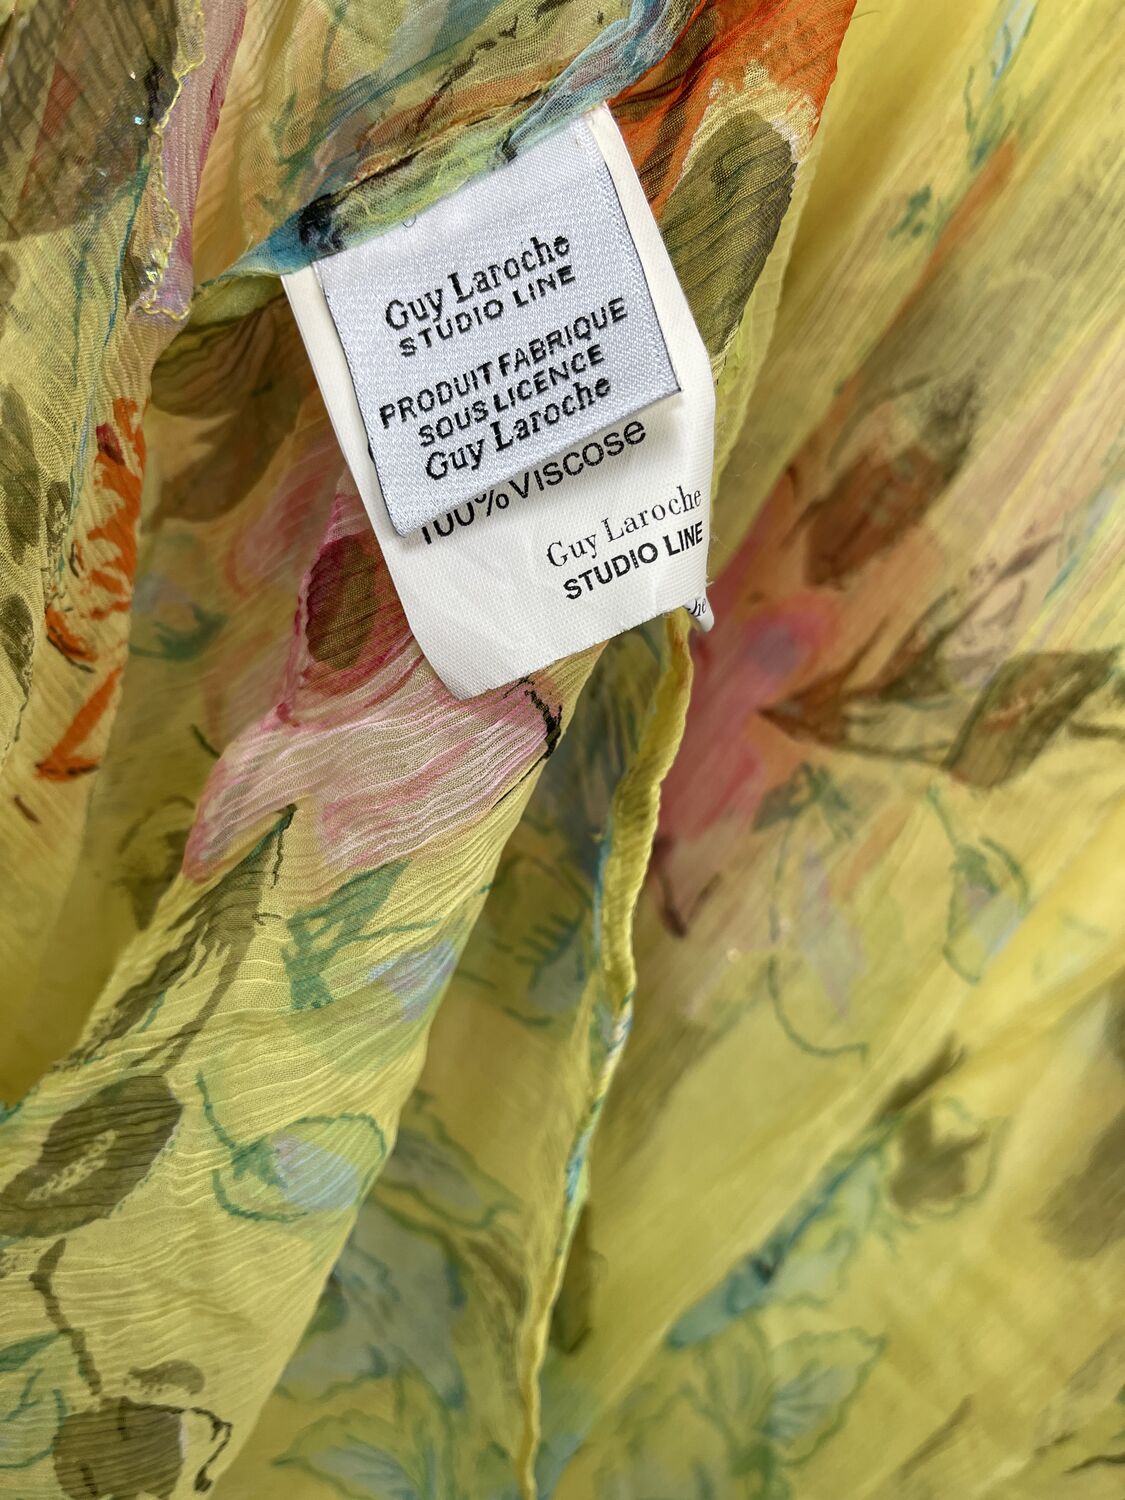 Guy Laroche
STUDIO LINE
PRODUIT FABRIQUE
SOUS LICENCE
Guy Laroche
100% VISCOSE
Guy Laroche
STUDIO LINE